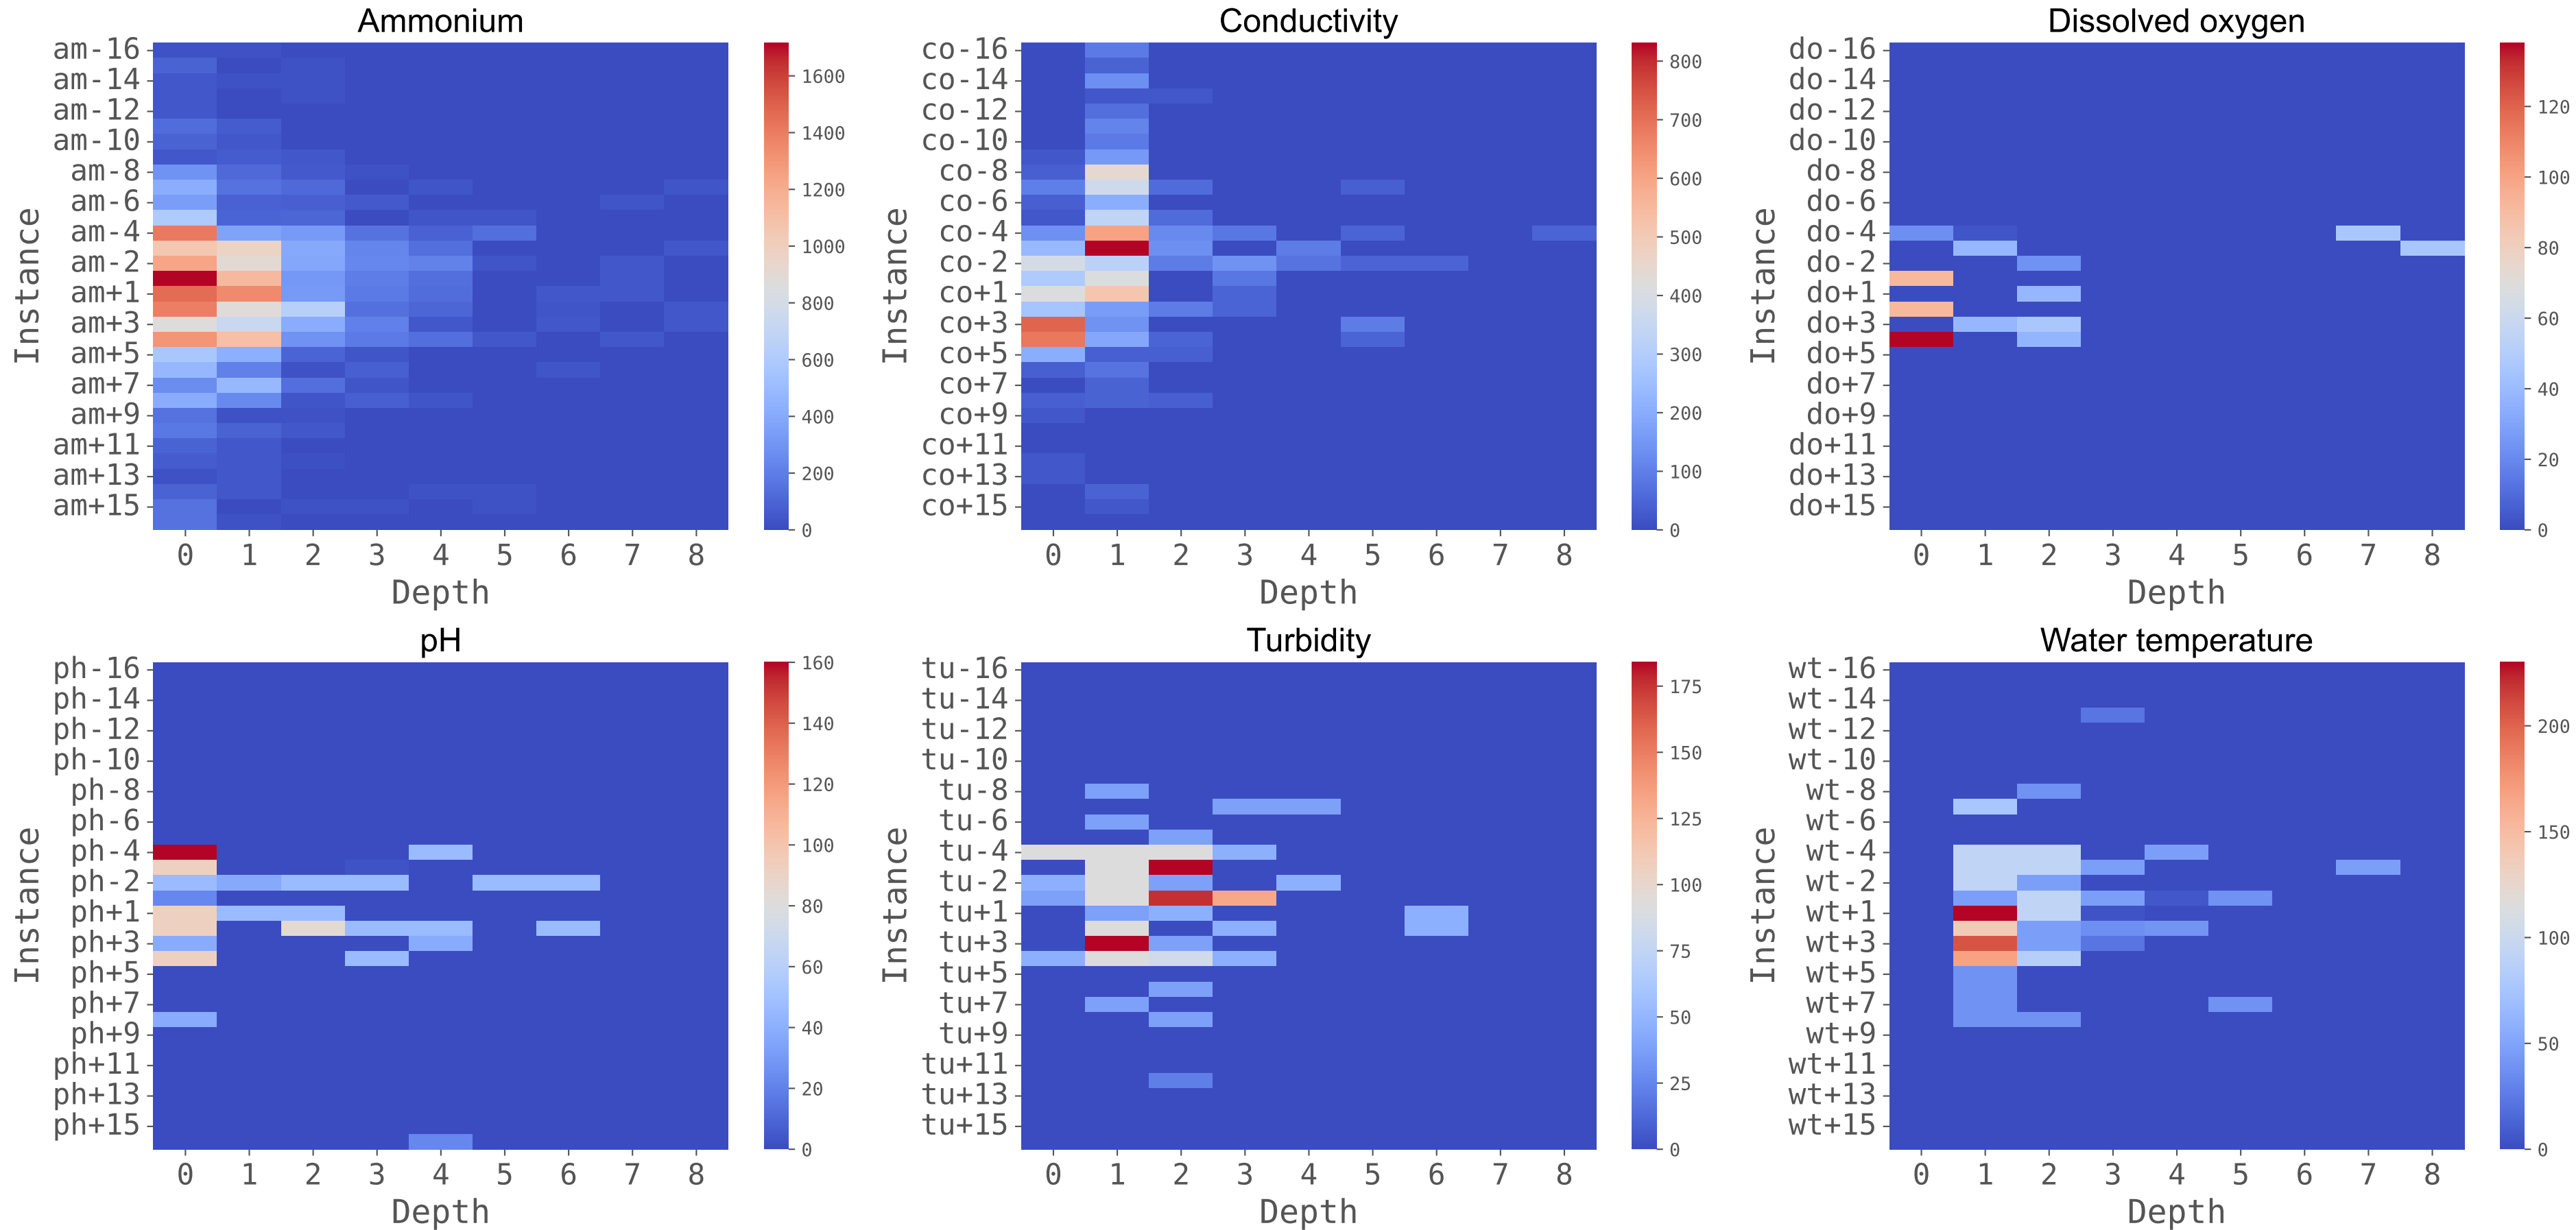 Ammonium
Instance
am-16
am-14
am-12
am-10
am-8
am-6
am-4
am-2
am+1
am+3
am+5
am+7
am+9
am+11
am+13
am+15
0 1 2 3 4 5 6 7 8
Depth
1600
1400
1200
1000
800
600
400
200
0
Conductivity
Instance
co-16
co-14
co-12
co-10
co-8
co-6
co-4
co-2
co+1
co+3
co+5
co+7
co+9
co+11
co+13
co+15
0 1 2 3 4 5 6 7 8
Depth
800
700
600
500
400
300
200
100
0
Dissolved oxygen
Instance
do-16
do-14
do-12
do-10
do-8
do-6
do-4
do-2
do+1
do+3
do+5
do+7
do+9
do+11
do+13
do+15
0 1 2 3 4 5 6 7 8
Depth
120
100
80
60
40
20
0
pH
Instance
ph-16
ph-14
ph-12
ph-10
ph-8
ph-6
ph-4
ph-2
ph+1
ph+3
ph+5
ph+7
ph+9
ph+11
ph+13
ph+15
0 1 2 3 4 5 6 7 8
Depth
160
140
120
100
80
60
40
20
0
Turbidity
Instance
tu-16
tu-14
tu-12
tu-10
tu-8
tu-6
tu-4
tu-2
tu+1
tu+3
tu+5
tu+7
tu+9
tu+11
tu+13
tu+15
0 1 2 3 4 5 6 7 8
Depth
175
150
125
100
75
50
25
0
Water temperature
Instance
wt-16
wt-14
wt-12
wt-10
wt-8
wt-6
wt-4
wt-2
wt+1
wt+3
wt+5
wt+7
wt+9
wt+11
wt+13
wt+15
0 1 2 3 4 5 6 7 8
Depth
200
150
100
50
0